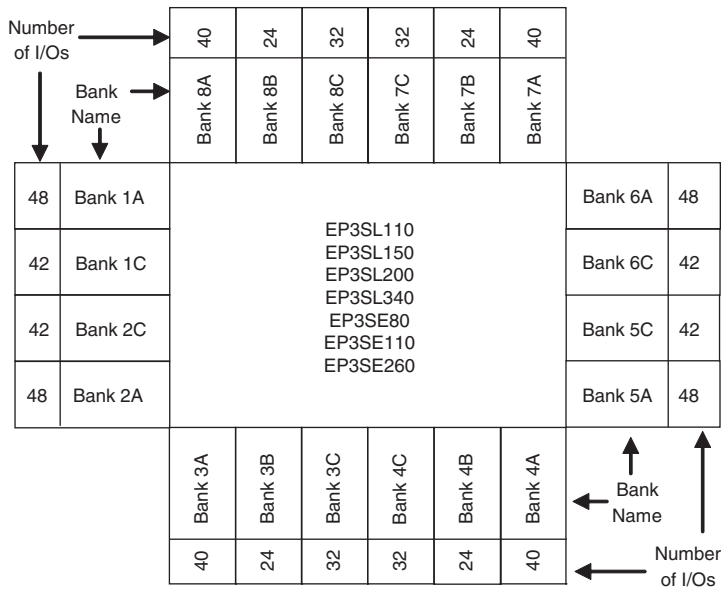 Number
of I/Os
40 24 32 32 24 40
Bank
Name
Bank 8A Bank 8B Bank 8C Bank 7C Bank 7B Bank 7A
48 Bank 1A
42 Bank 1C
42 Bank 2C
48 Bank 2A
EP3SL110
EP3SL150
EP3SL200
EP3SL340
EP3SE80
EP3SE110
EP3SE260
Bank 6A 48
Bank 6C 42
Bank 5C 42
Bank 5A 48
Bank 3A Bank 3B Bank 3C Bank 4C Bank 4B Bank 4A
40 24 32 32 24 40
Bank
Name
Number
of I/Os